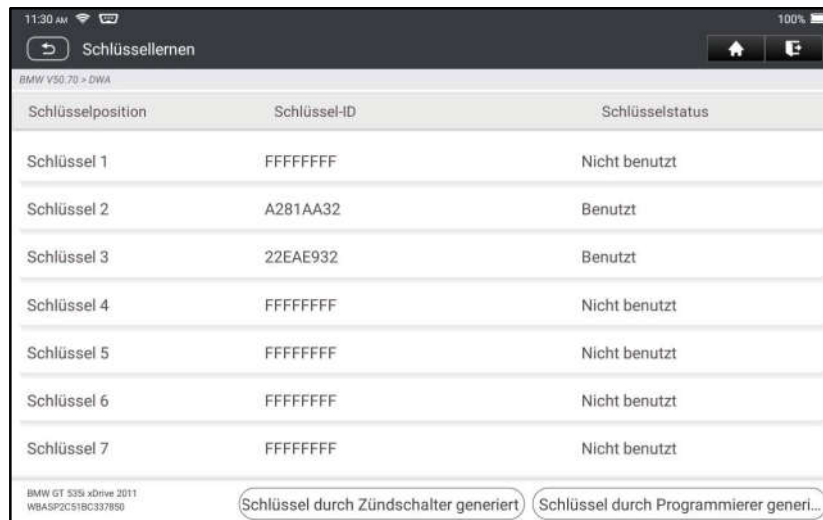 11:30 AM 100%
Schlüssellernen
BMW V50.70 > DWA
Schlüsselposition Schlüssel-ID Schlüsselstatus
Schlüssel 1 FFFFFFFF Nicht benutzt
Schlüssel 2 A281AA32 Benutzt
Schlüssel 3 22EAE932 Benutzt
Schlüssel 4 FFFFFFFF Nicht benutzt
Schlüssel 5 FFFFFFFF Nicht benutzt
Schlüssel 6 FFFFFFFF Nicht benutzt
Schlüssel 7 FFFFFFFF Nicht benutzt
BMW GT 535i xDrive 2011
WBASP2C51BC337850
Schlüssel durch Zündschalter generiert Schlüssel durch Programmierer generi...